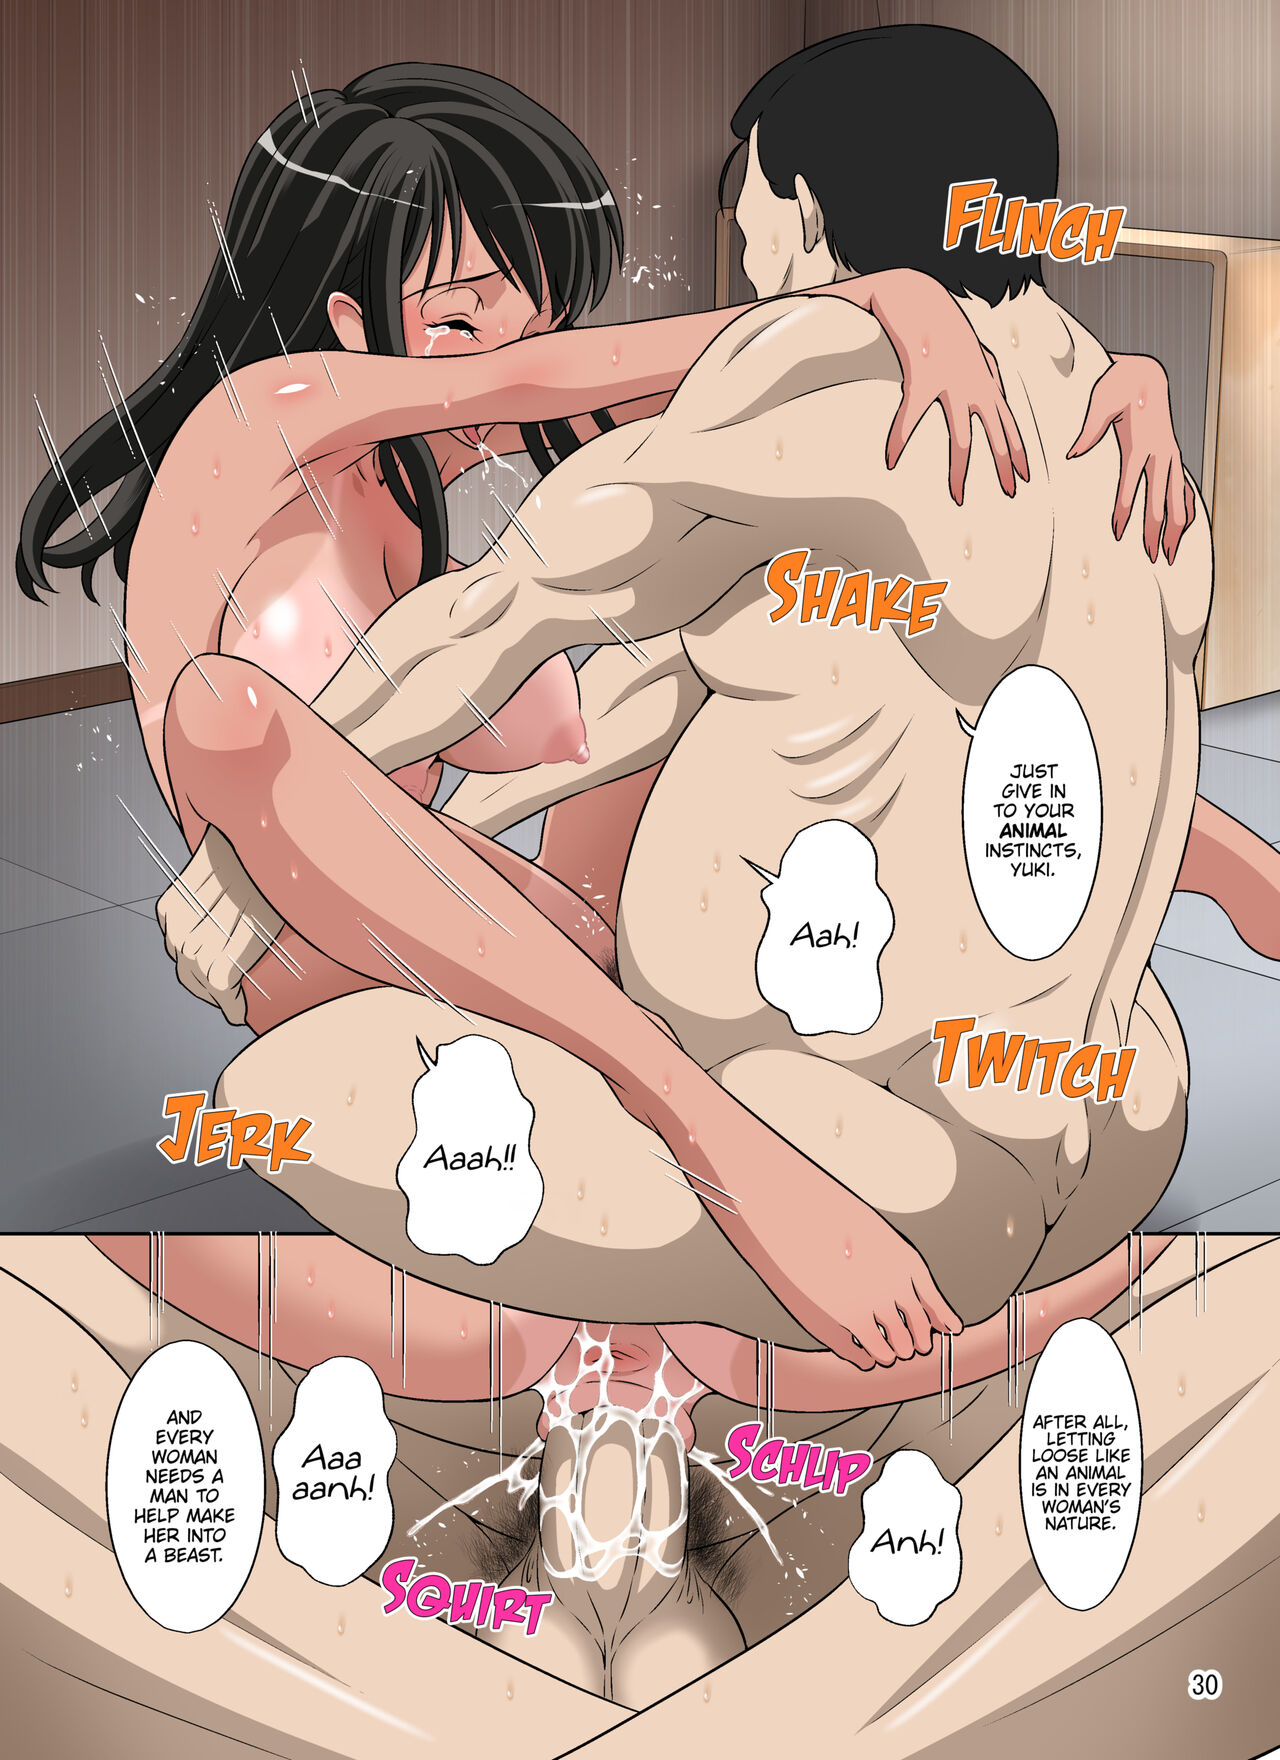 FLINCH
SHAKE
JUST
GIVE IN
TO YOUR
ANIMAL
INSTINCTS,
YUKI.
Aah!
TWITCH
Aaah!!
JERK
AFTER ALL,
LETTING
LOOSE LIKE
AN ANIMAL
IS IN EVERY
WOMAN'S
NATURE.
SCHLIP
Anh!
Aaa
aanh!
SQUIRT
AND
EVERY
WOMAN
NEEDS A
MAN TO
HELP MAKE
HER INTO
A BEAST.
30